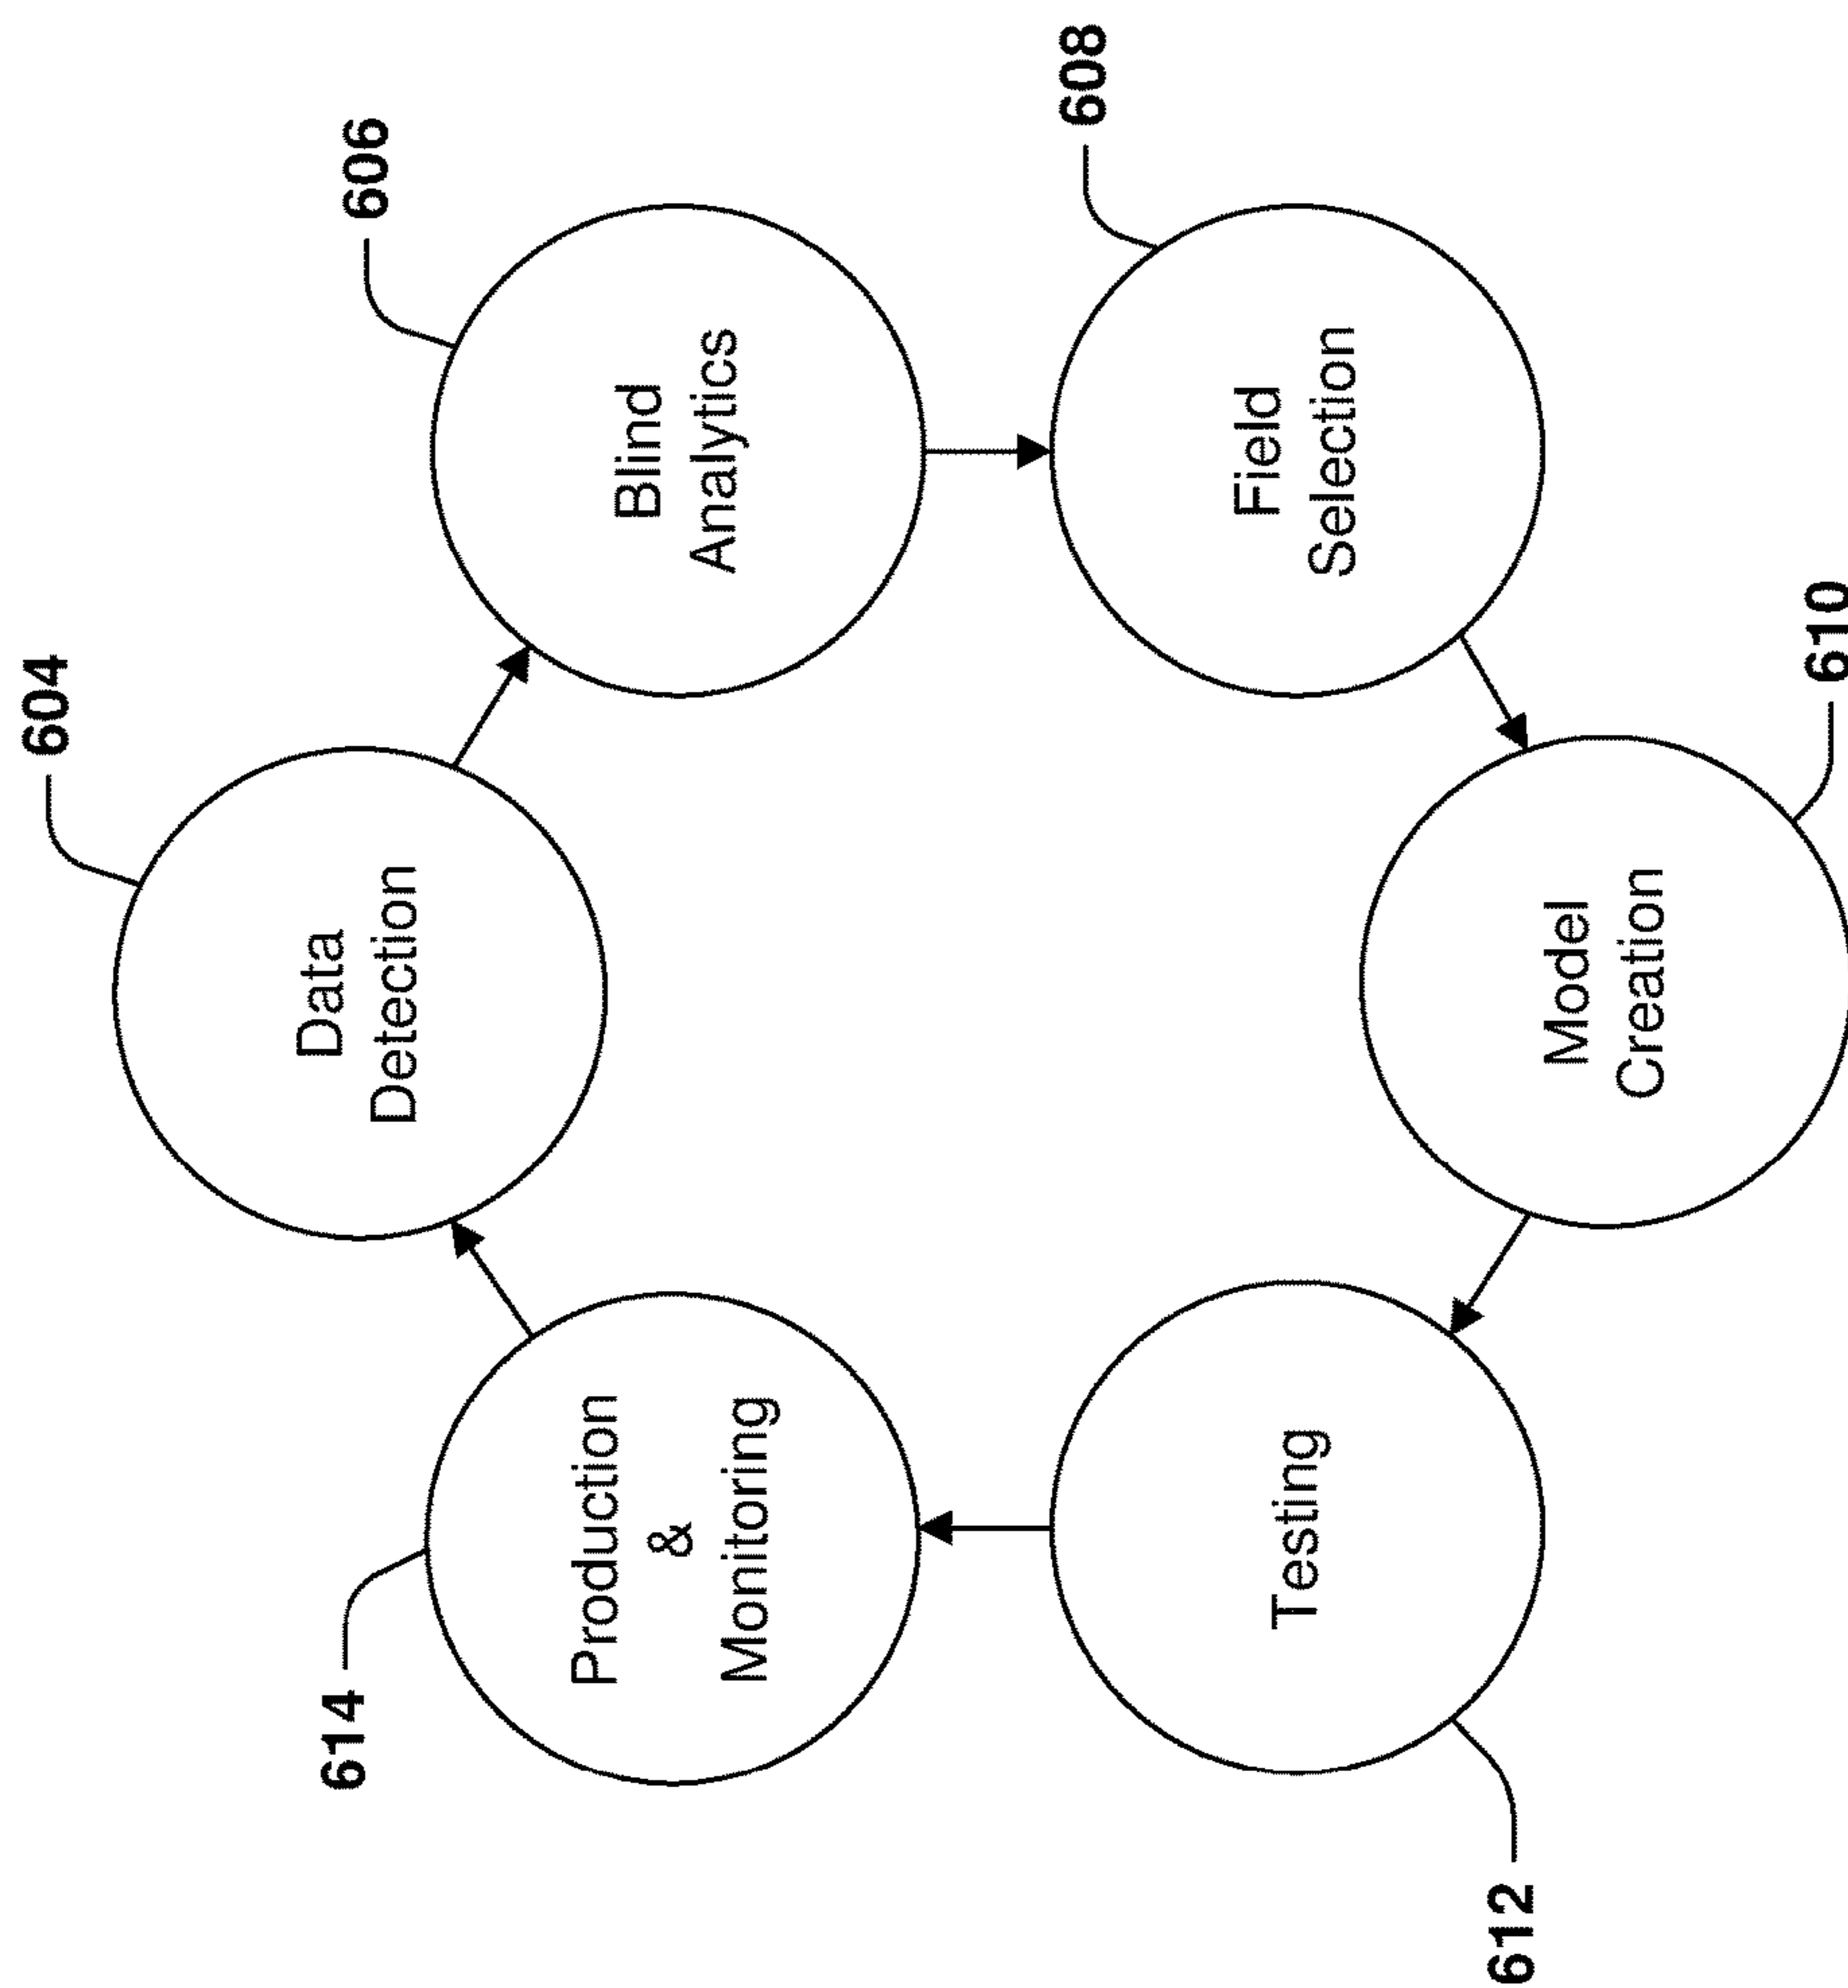 604
Data
Detection
606
Blind
Analytics
608
Field
Selection
610
Model
Creation
612
Testing
614
Production
&
Monitoring